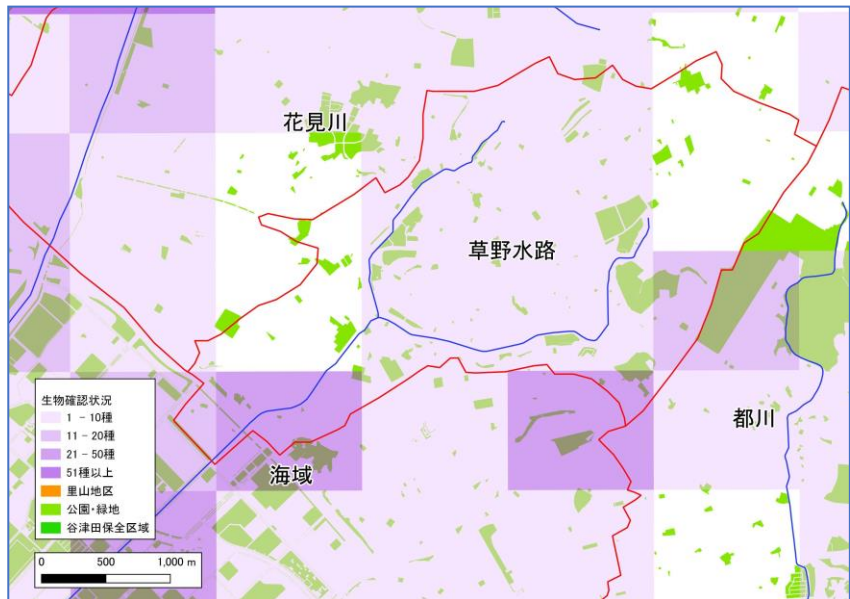 花見川
草野水路
都川
海域
生物確認状況
1 - 10種
11 - 20種
21 - 50種
51種以上
里山地区
公園・緑地
谷津田保全区域
0 500 1,000 m